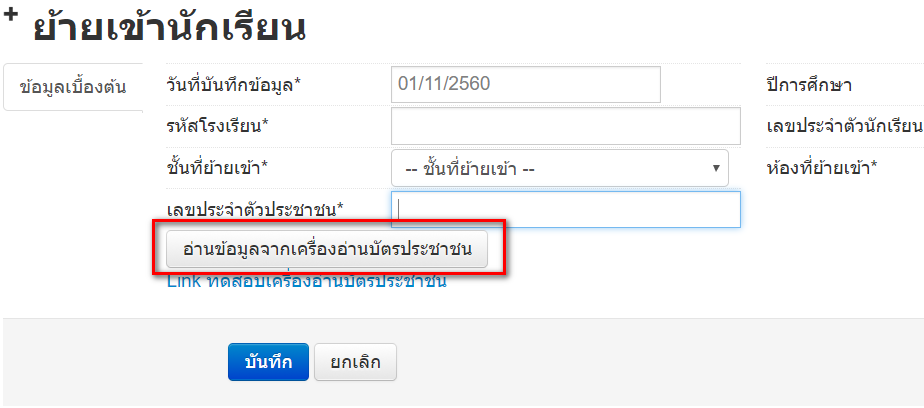 + ย้ายเข้านักเรียน
ข้อมูลเบื้องต้น
วันที่บันทึกข้อมูล* 01/11/2560 ปีการศึกษา
รหัสโรงเรียน* เลขประจำตัวนักเรียน
ชั้นที่ย้ายเข้า* -- ชั้นที่ย้ายเข้า -- ห้องที่ย้ายเข้า*
เลขประจำตัวประชาชน*
อ่านข้อมูลจากเครื่องอ่านบัตรประชาชน
Link ทดสอบเครื่องอ่านบัตรประชาชน
บันทึก ยกเลิก